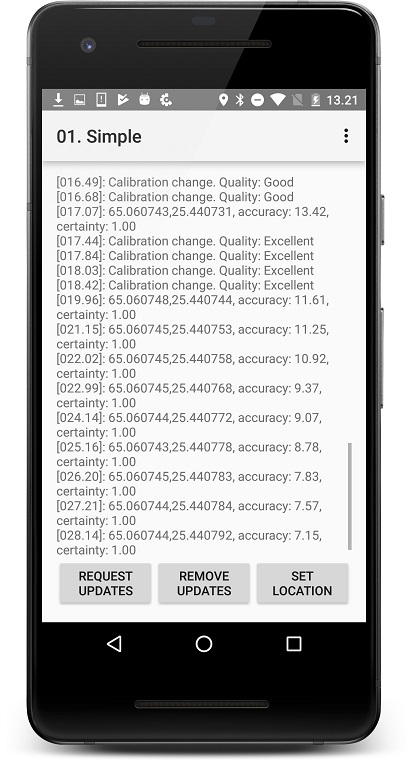 13.21
01. Simple
[016.49]: Calibration change. Quality: Good
[016.68]: Calibration change. Quality: Good
[017.07]: 65.060743,25.440731, accuracy: 13.42,
certainty: 1.00
[017.44]: Calibration change. Quality: Excellent
[017.84]: Calibration change. Quality: Excellent
[018.03]: Calibration change. Quality: Excellent
[018.42]: Calibration change. Quality: Excellent
[019.96]: 65.060748,25.440744, accuracy: 11.61,
certainty: 1.00
[021.15]: 65.060745,25.440753, accuracy: 11.25,
certainty: 1.00
[022.02]: 65.060745,25.440758, accuracy: 10.92,
certainty: 1.00
[022.99]: 65.060745,25.440768, accuracy: 9.37,
certainty: 1.00
[024.14]: 65.060744,25.440772, accuracy: 9.07,
certainty: 1.00
[025.16]: 65.060743,25.440778, accuracy: 8.78,
certainty: 1.00
[026.20]: 65.060745,25.440783, accuracy: 7.83,
certainty: 1.00
[027.21]: 65.060744,25.440784, accuracy: 7.57,
certainty: 1.00
[028.14]: 65.060744,25.440792, accuracy: 7.15,
certainty: 1.00
REQUEST
UPDATES
REMOVE
UPDATES
SET
LOCATION